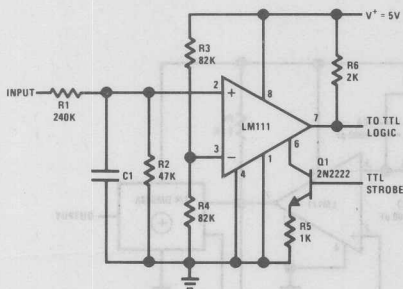 V+ = 5V
R3
82K
R6
2K
INPUT
R1
240K
2
+
8
LM111
7
TO TTL
LOGIC
C1
R2
47K
3
−
4
1
6
Q1
2N2222
TTL
STROBE
R4
82K
R5
1K